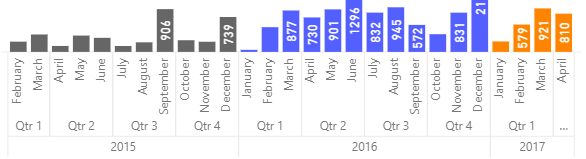 906 739 877 730 901 1296 832 945 572 831 21 579 921 810
February March April May June July August September October November December January February March April May June July August September October November December January February March April
Qtr 1 Qtr 2 Qtr 3 Qtr 4 Qtr 1 Qtr 2 Qtr 3 Qtr 4 Qtr 1 ...
2015 2016 2017